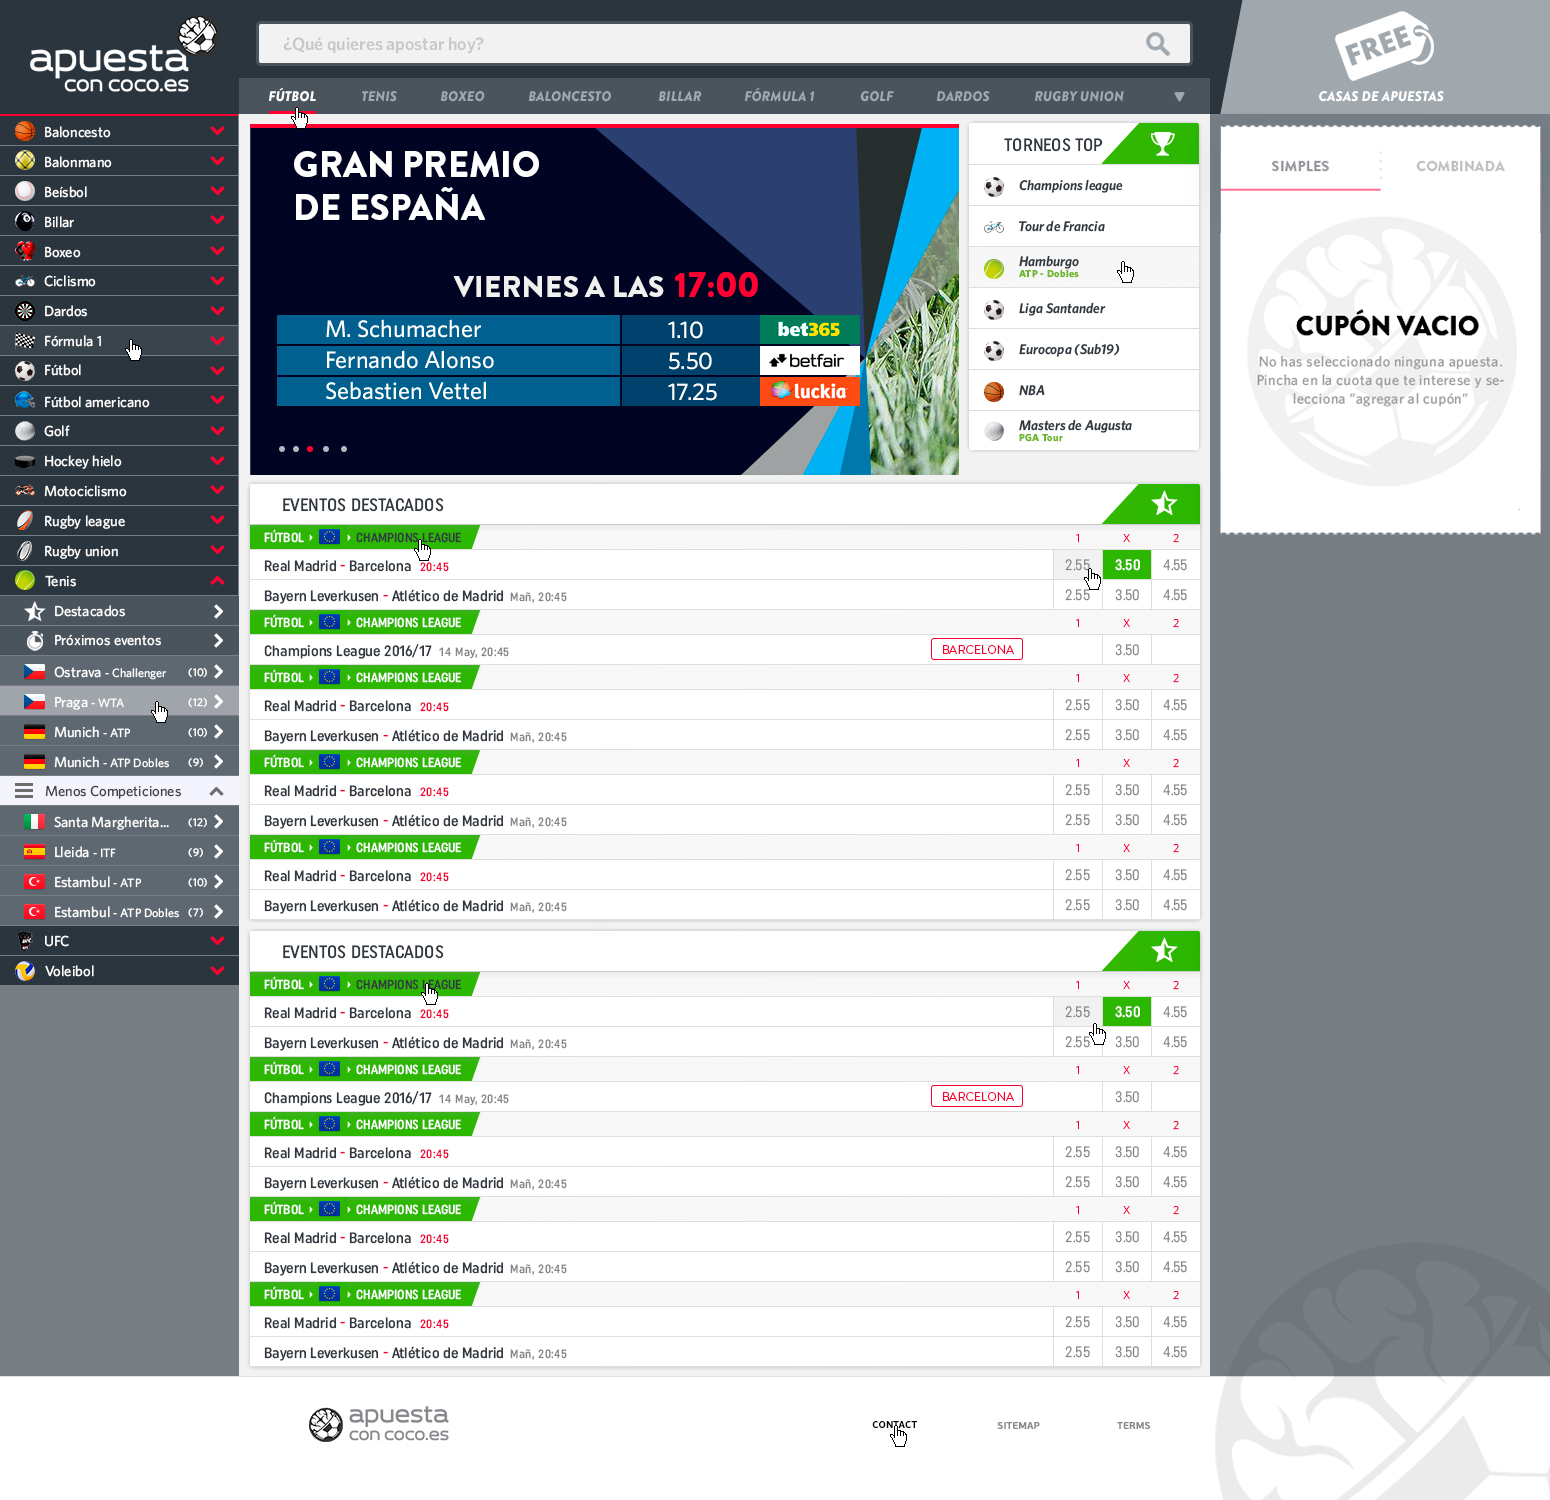 apuesta
con coco.es
¿Qué quieres apostar hoy?
FREE
CASAS DE APUESTAS
FÚTBOL TENIS BOXEO BALONCESTO BILLAR FÓRMULA 1 GOLF DARDOS RUGBY UNION
Baloncesto
Balonmano
Beísbol
Billar
Boxeo
Ciclismo
Dardos
Fórmula 1
Fútbol
Fútbol americano
Golf
Hockey hielo
Motociclismo
Rugby league
Rugby union
Tenis
Destacados
Próximos eventos
Ostrava - Challenger (10)
Praga - WTA (12)
Munich - ATP (10)
Munich - ATP Dobles (9)
Menos Competiciones
Santa Margherita... (12)
Lleida - ITF (9)
Estambul - ATP (10)
Estambul - ATP Dobles (7)
UFC
Voleibol
GRAN PREMIO
DE ESPAÑA
VIERNES A LAS 17:00
M. Schumacher 1.10 bet365
Fernando Alonso 5.50 betfair
Sebastien Vettel 17.25 luckia
TORNEOS TOP
Champions league
Tour de Francia
Hamburgo
ATP - Dobles
Liga Santander
Eurocopa (Sub19)
NBA
Masters de Augusta
PGA Tour
SIMPLES COMBINADA
CUPÓN VACIO
No has seleccionado ninguna apuesta.
Pincha en la cuota que te interese y se-
lecciona "agregar al cupón"
EVENTOS DESTACADOS
FÚTBOL CHAMPIONS LEAGUE 1 X 2
Real Madrid - Barcelona 20:45 2.55 3.50 4.55
Bayern Leverkusen - Atlético de Madrid Mañ, 20:45 2.55 3.50 4.55
FÚTBOL CHAMPIONS LEAGUE 1 X 2
Champions League 2016/17 14 May, 20:45 BARCELONA 3.50
FÚTBOL CHAMPIONS LEAGUE 1 X 2
Real Madrid - Barcelona 20:45 2.55 3.50 4.55
Bayern Leverkusen - Atlético de Madrid Mañ, 20:45 2.55 3.50 4.55
FÚTBOL CHAMPIONS LEAGUE 1 X 2
Real Madrid - Barcelona 20:45 2.55 3.50 4.55
Bayern Leverkusen - Atlético de Madrid Mañ, 20:45 2.55 3.50 4.55
FÚTBOL CHAMPIONS LEAGUE 1 X 2
Real Madrid - Barcelona 20:45 2.55 3.50 4.55
Bayern Leverkusen - Atlético de Madrid Mañ, 20:45 2.55 3.50 4.55
EVENTOS DESTACADOS
FÚTBOL CHAMPIONS LEAGUE 1 X 2
Real Madrid - Barcelona 20:45 2.55 3.50 4.55
Bayern Leverkusen - Atlético de Madrid Mañ, 20:45 2.55 3.50 4.55
FÚTBOL CHAMPIONS LEAGUE 1 X 2
Champions League 2016/17 14 May, 20:45 BARCELONA 3.50
FÚTBOL CHAMPIONS LEAGUE 1 X 2
Real Madrid - Barcelona 20:45 2.55 3.50 4.55
Bayern Leverkusen - Atlético de Madrid Mañ, 20:45 2.55 3.50 4.55
FÚTBOL CHAMPIONS LEAGUE 1 X 2
Real Madrid - Barcelona 20:45 2.55 3.50 4.55
Bayern Leverkusen - Atlético de Madrid Mañ, 20:45 2.55 3.50 4.55
FÚTBOL CHAMPIONS LEAGUE 1 X 2
Real Madrid - Barcelona 20:45 2.55 3.50 4.55
Bayern Leverkusen - Atlético de Madrid Mañ, 20:45 2.55 3.50 4.55
apuesta
con coco.es
CONTACT SITEMAP TERMS